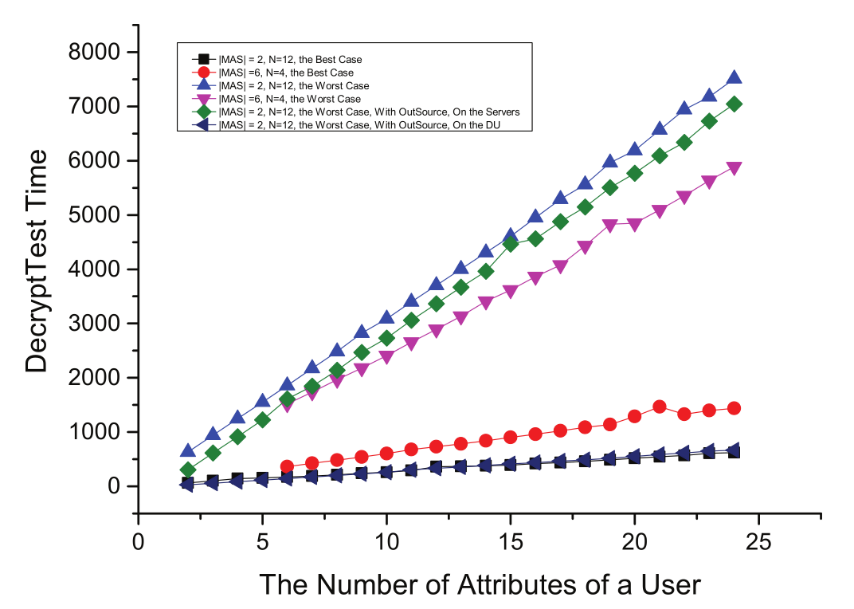 8000
7000
6000
5000
4000
3000
2000
1000
0
DecryptTest Time
|MAS| = 2, N=12, the Best Case
|MAS| =6, N=4, the Best Case
|MAS| = 2, N=12, the Worst Case
|MAS| =6, N=4, the Worst Case
|MAS| = 2, N=12, the Worst Case, With OutSource, On the Servers
|MAS| = 2, N=12, the Worst Case, With OutSource, On the DU
0 5 10 15 20 25
The Number of Attributes of a User